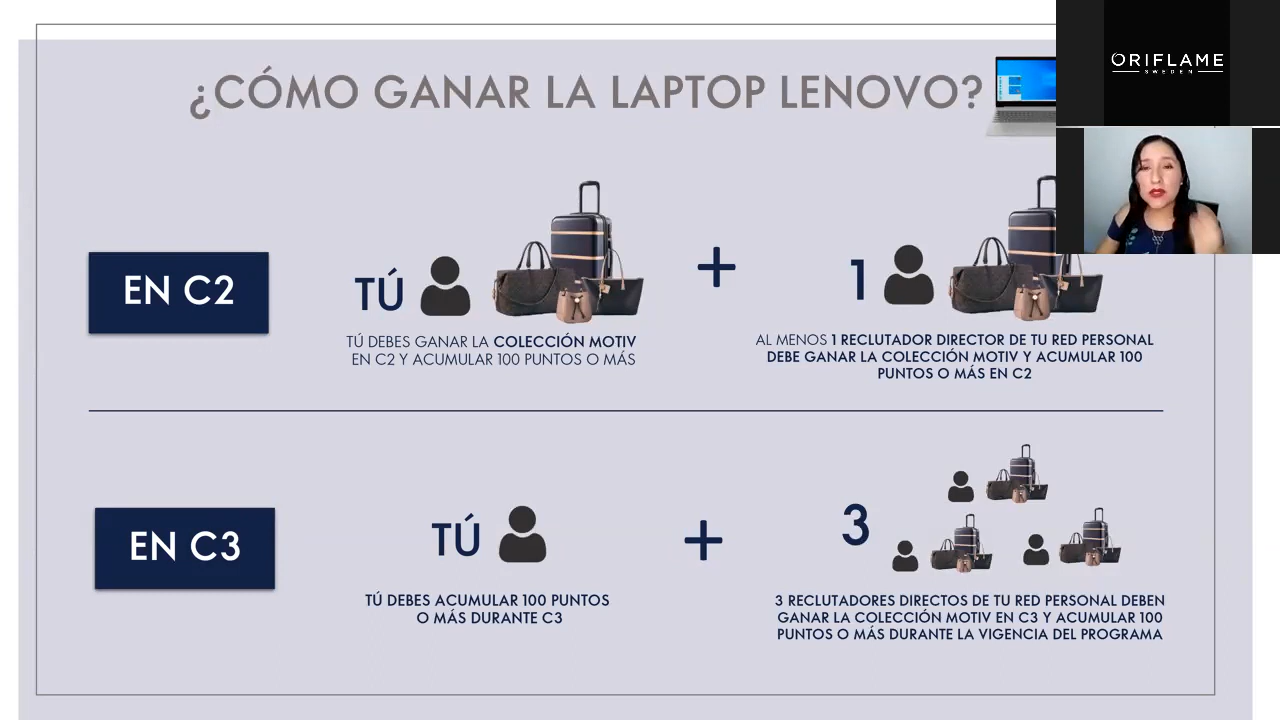 ¿CÓMO GANAR LA LAPTOP LENOVO?
ORIFLAME
SWEDEN
EN C2
TÚ
+
1
TÚ DEBES GANAR LA COLECCIÓN MOTIV
EN C2 Y ACUMULAR 100 PUNTOS O MÁS
AL MENOS 1 RECLUTADOR DIRECTOR DE TU RED PERSONAL
DEBE GANAR LA COLECCIÓN MOTIV Y ACUMULAR 100
PUNTOS O MÁS EN C2
EN C3
TÚ
+
3
TÚ DEBES ACUMULAR 100 PUNTOS
O MÁS DURANTE C3
3 RECLUTADORES DIRECTOS DE TU RED PERSONAL DEBEN
GANAR LA COLECCIÓN MOTIV EN C3 Y ACUMULAR 100
PUNTOS O MÁS DURANTE LA VIGENCIA DEL PROGRAMA